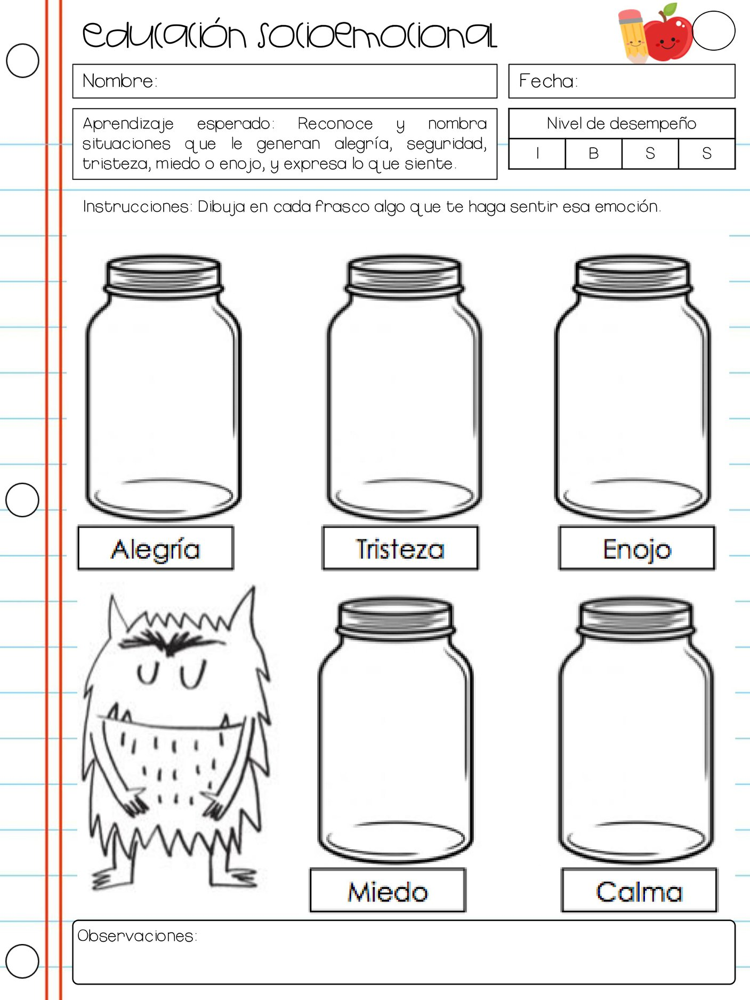 Educación Socioemocional
Nombre:
Fecha:
Aprendizaje esperado: Reconoce y nombra
situaciones que le generan alegría, seguridad,
tristeza, miedo o enojo, y expresa lo que siente.
Nivel de desempeño
I B S S
Instrucciones: Dibuja en cada frasco algo que te haga sentir esa emoción.
Alegría
Tristeza
Enojo
Miedo
Calma
Observaciones: